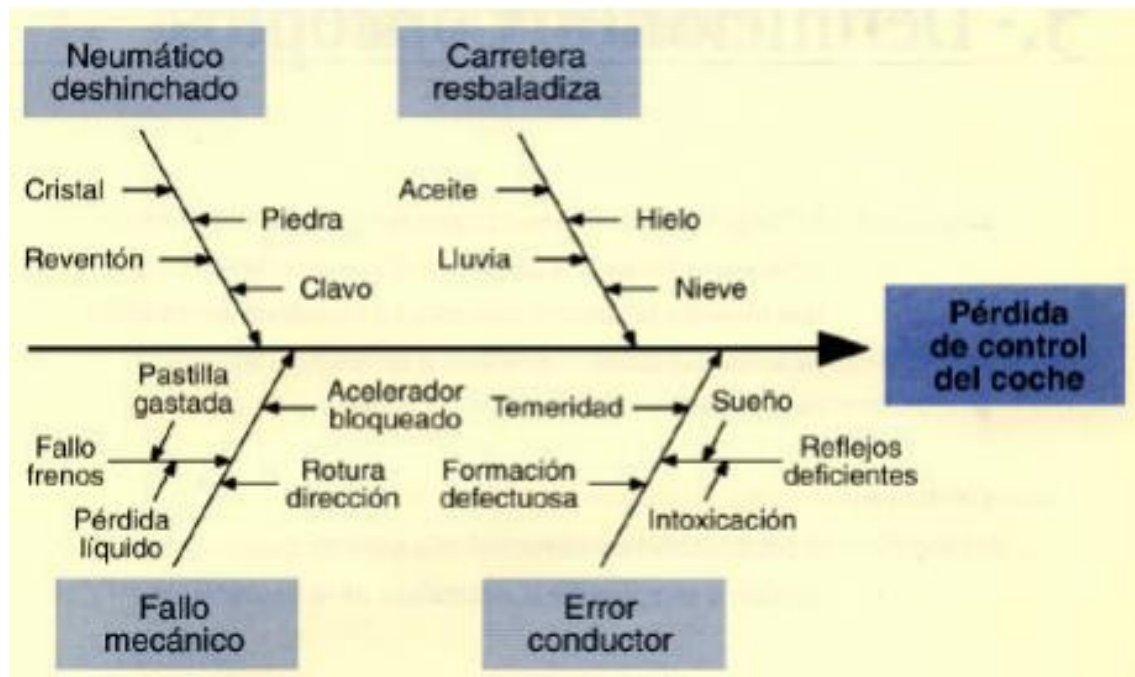 Neumático
deshinchado
Carretera
resbaladiza
Cristal
Piedra
Reventón
Clavo
Aceite
Hielo
Lluvia
Nieve
Pérdida
de control
del coche
Pastilla
gastada
Acelerador
bloqueado
Fallo
frenos
Rotura
dirección
Pérdida
líquido
Temeridad
Sueño
Formación
defectuosa
Reflejos
deficientes
Intoxicación
Fallo
mecánico
Error
conductor